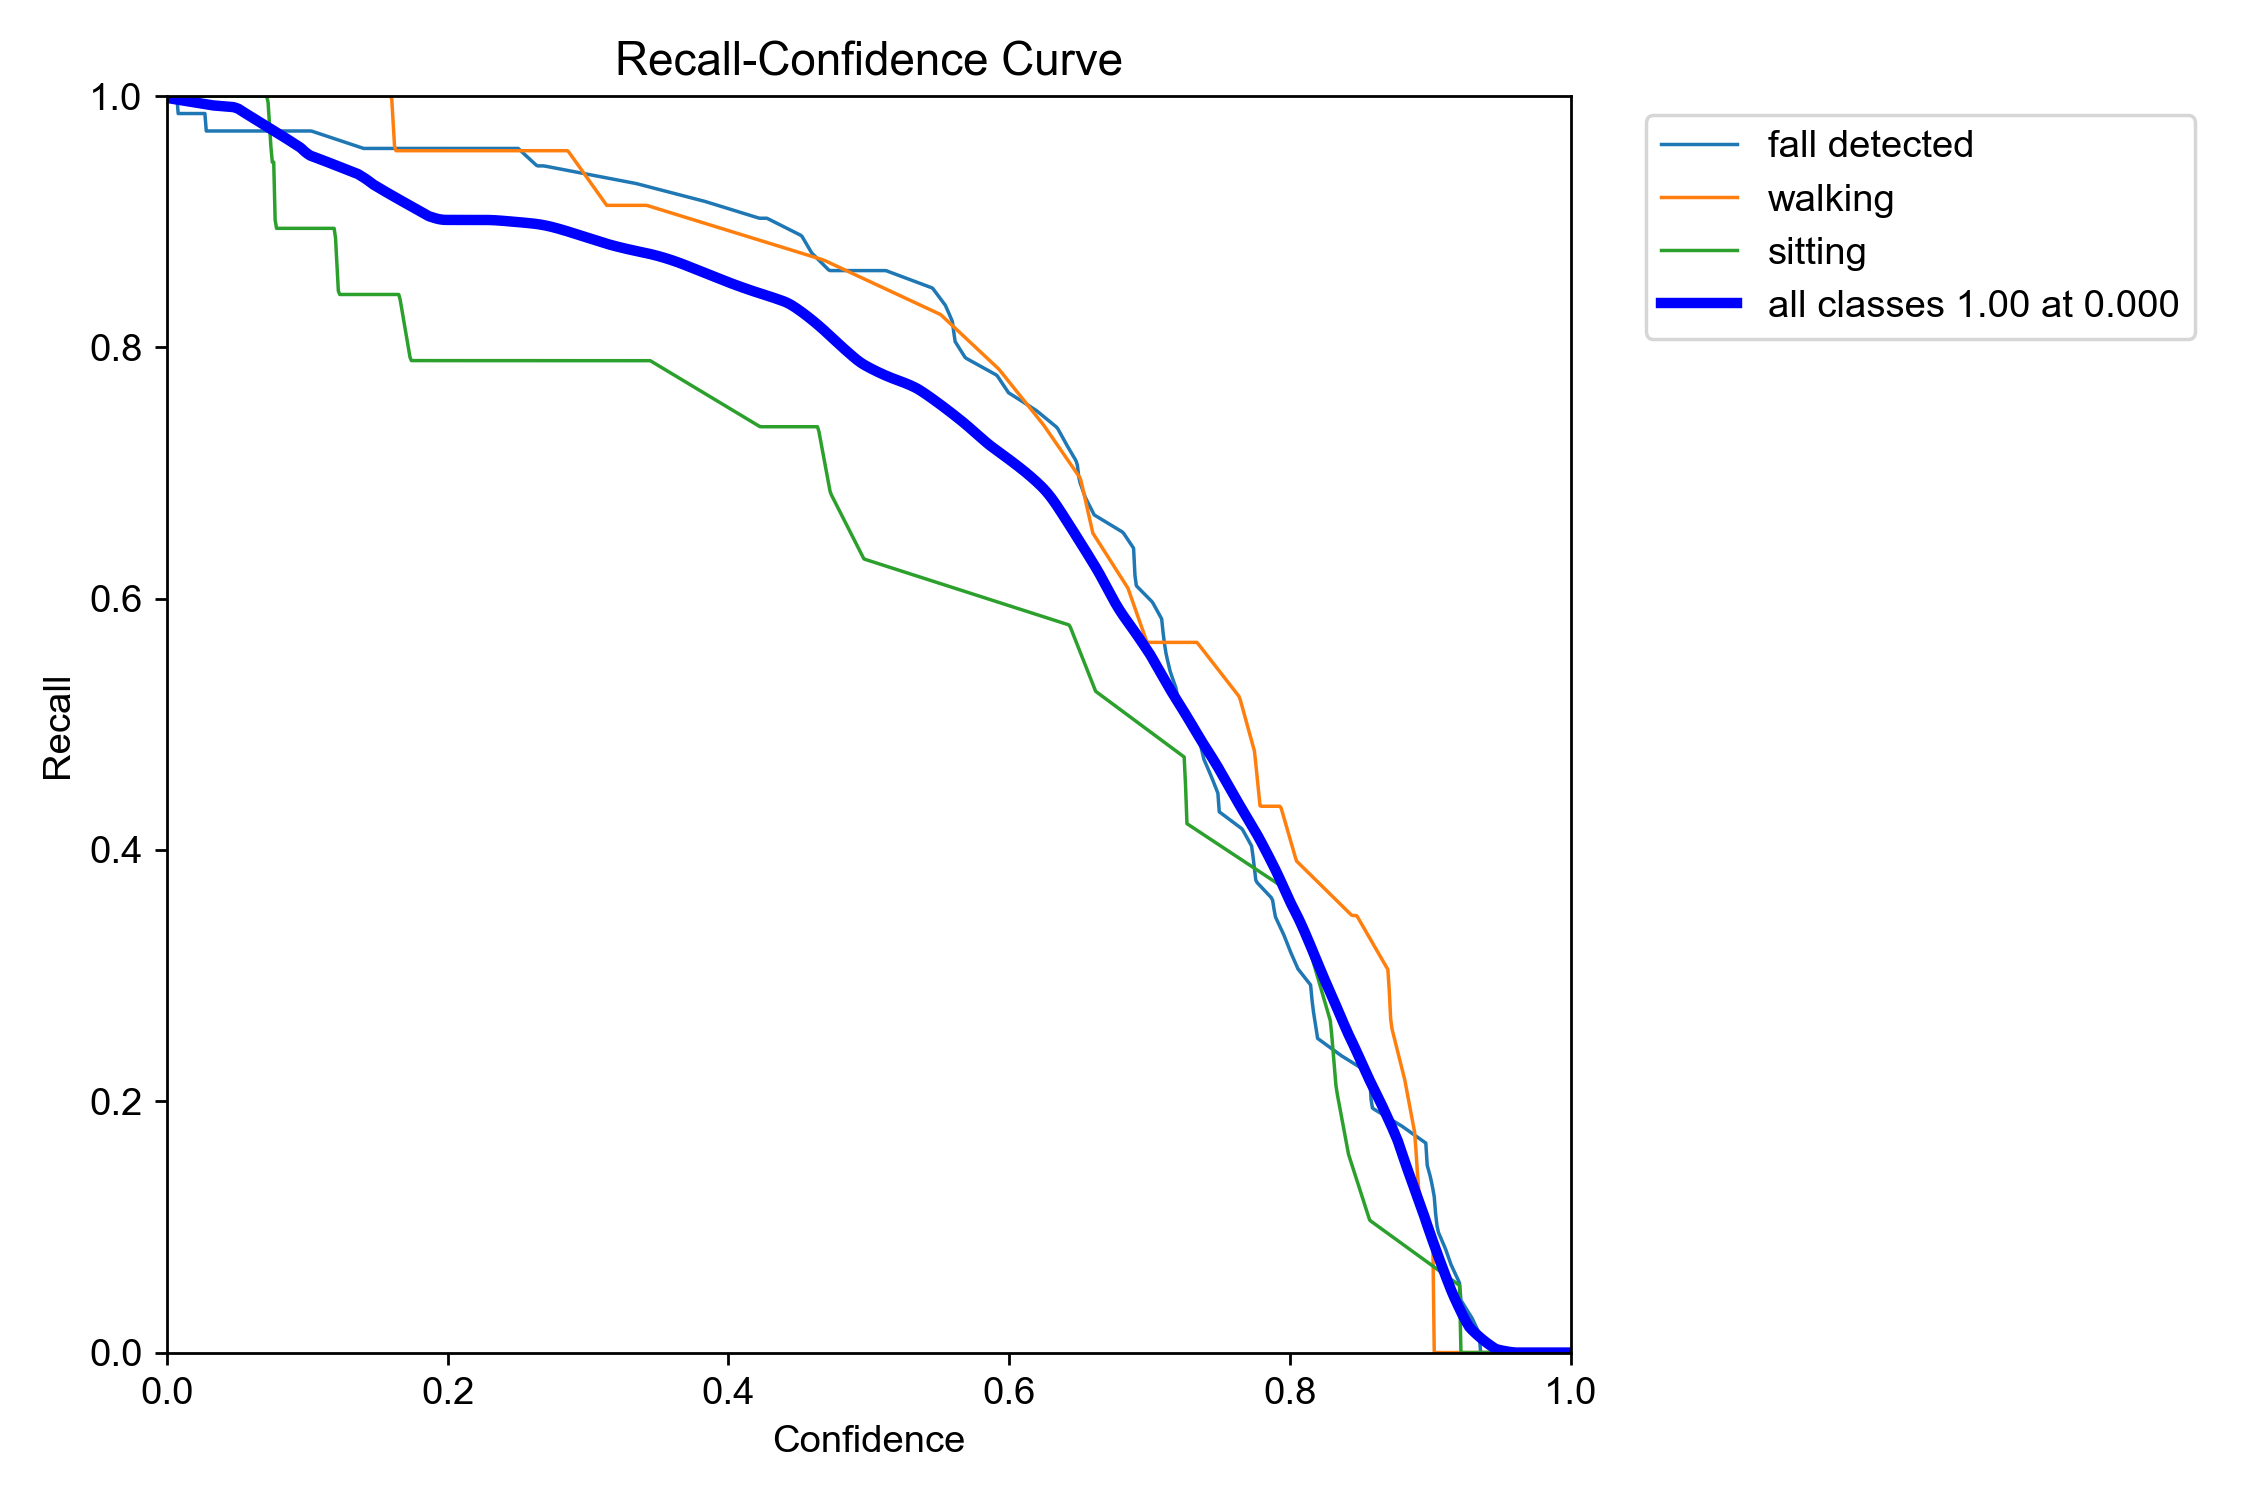 Recall-Confidence Curve
1.0
0.8
0.6
0.4
0.2
0.0
Recall
0.0 0.2 0.4 0.6 0.8 1.0
Confidence
fall detected
walking
sitting
all classes 1.00 at 0.000